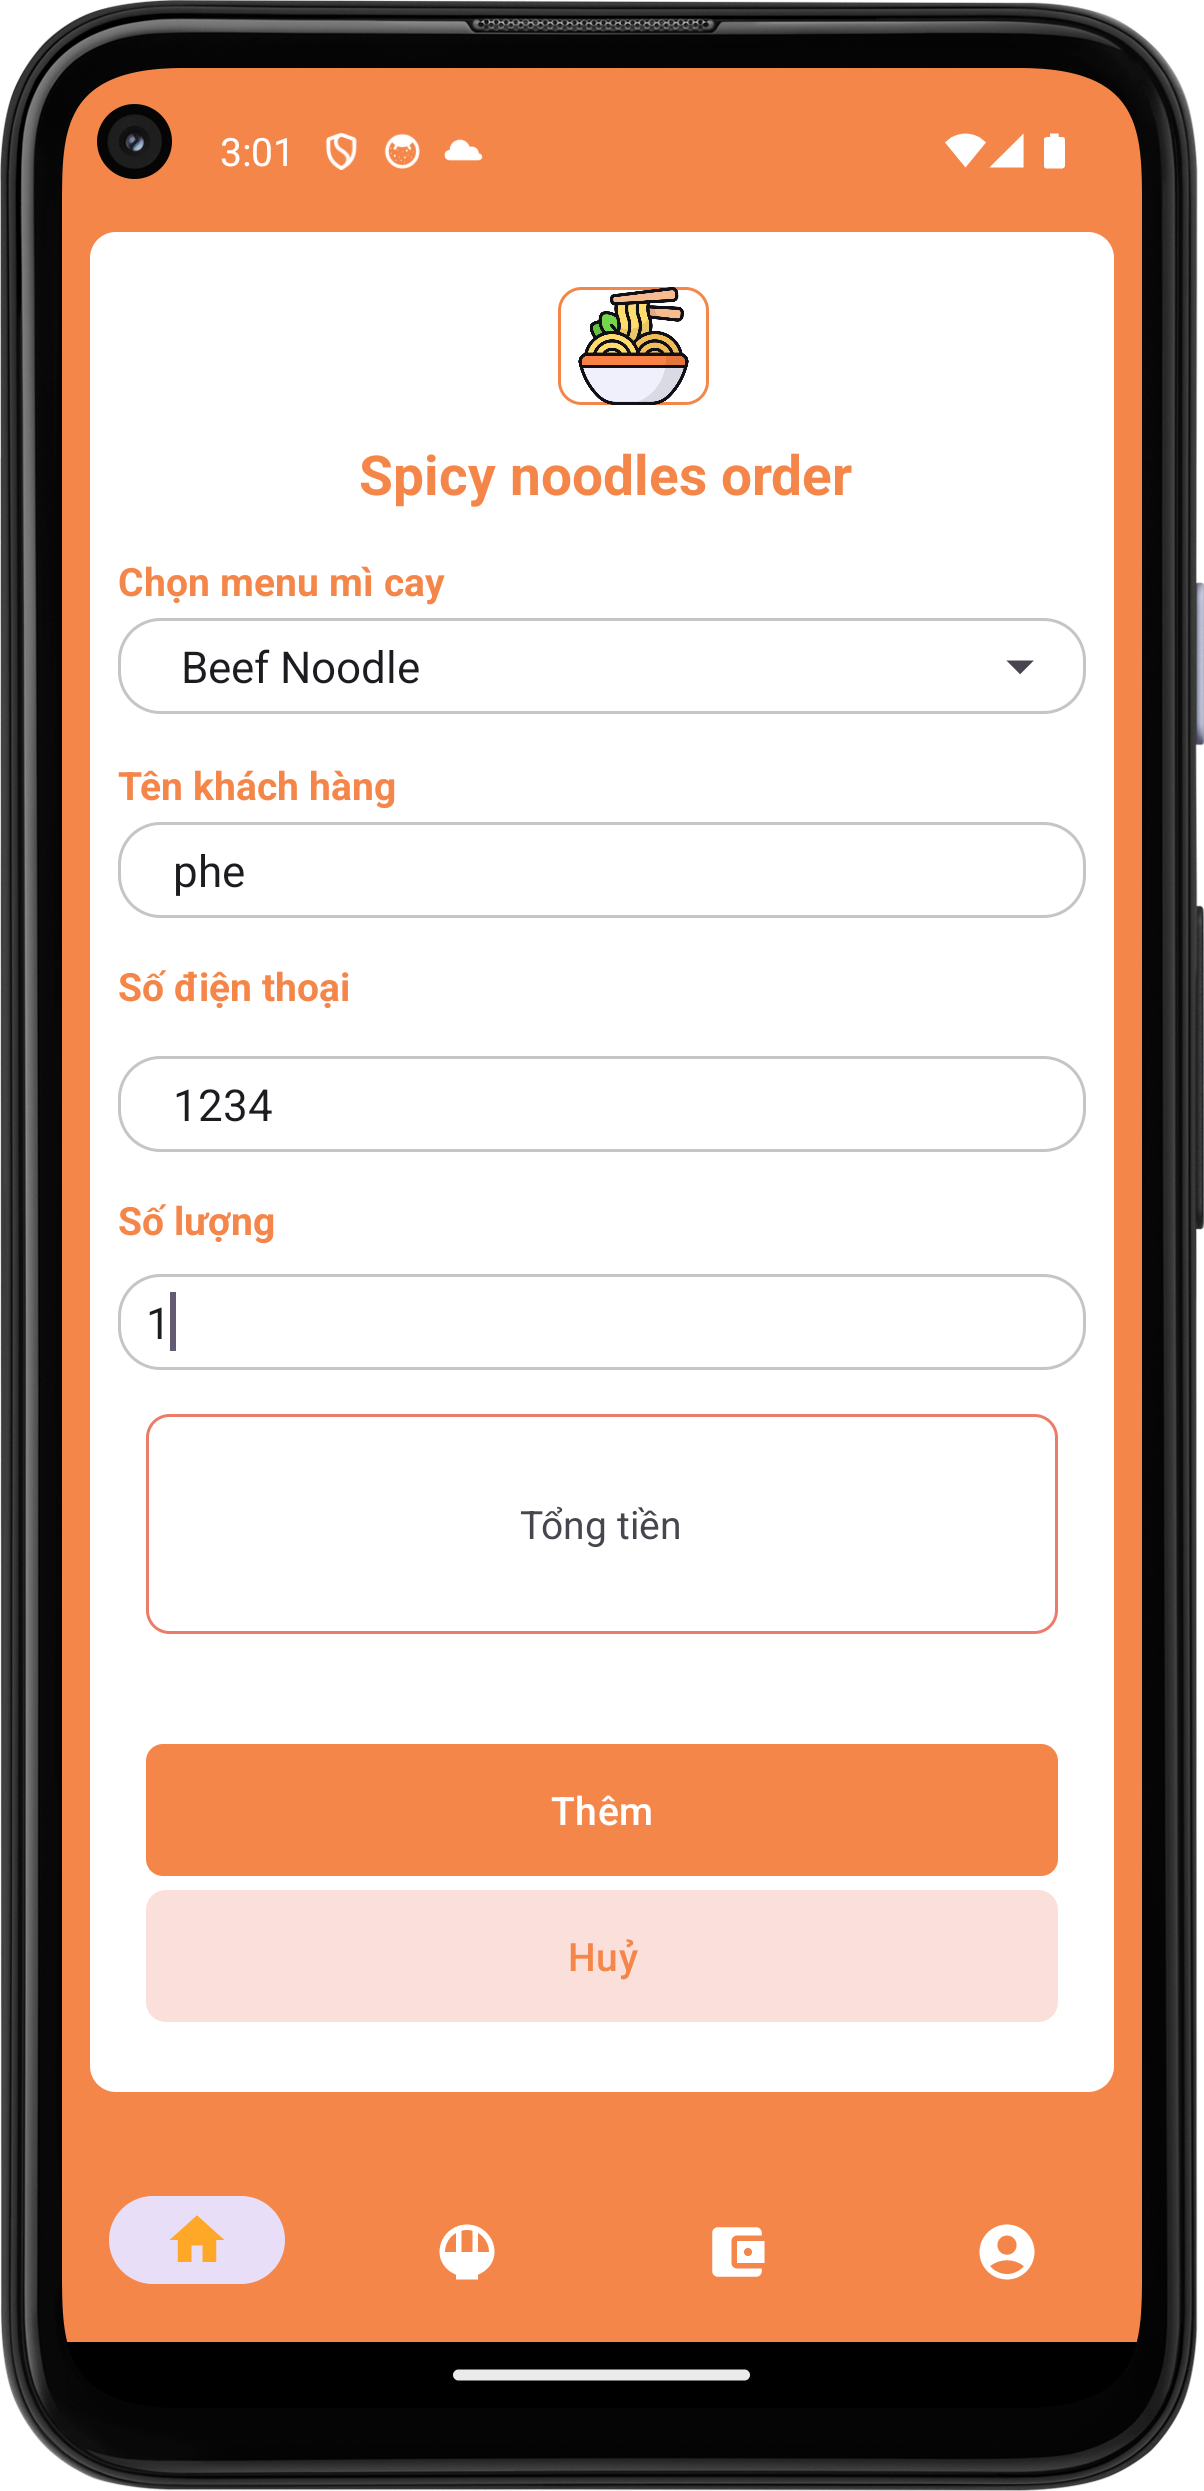 3:01
Spicy noodles order
Chọn menu mì cay
Beef Noodle
Tên khách hàng
phe
Số điện thoại
1234
Số lượng
1
Tổng tiền
Thêm
Huỷ